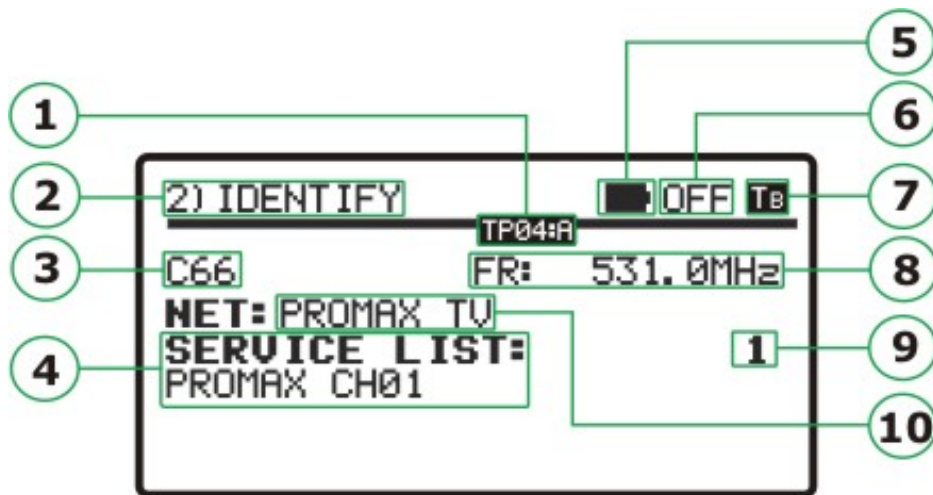 5
1
6
2
2) IDENTIFY OFF TB
7
TP04:A
3
C66 FR: 531.0MHz
8
NET: PROMAX TV
SERVICE LIST: 1
9
4
PROMAX CH01
10